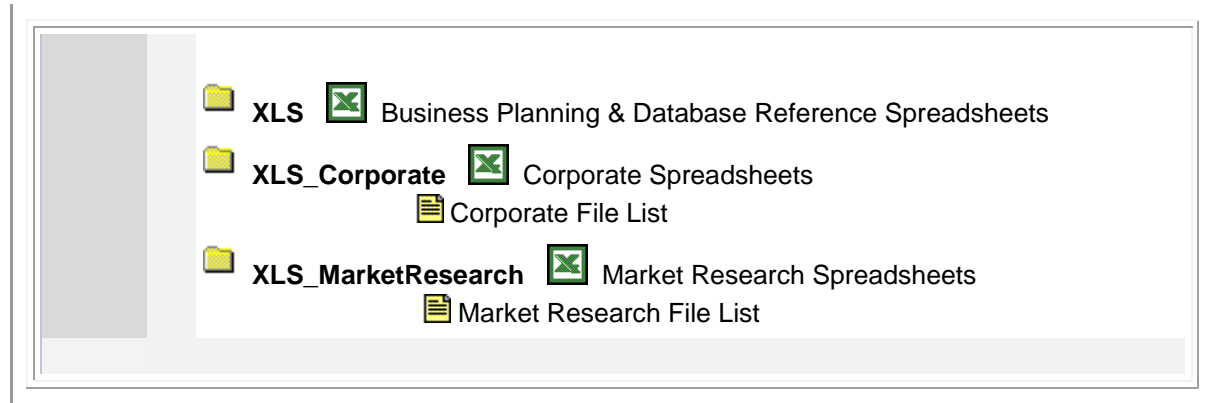 XLS Business Planning & Database Reference Spreadsheets
XLS_Corporate Corporate Spreadsheets
Corporate File List
XLS_MarketResearch Market Research Spreadsheets
Market Research File List